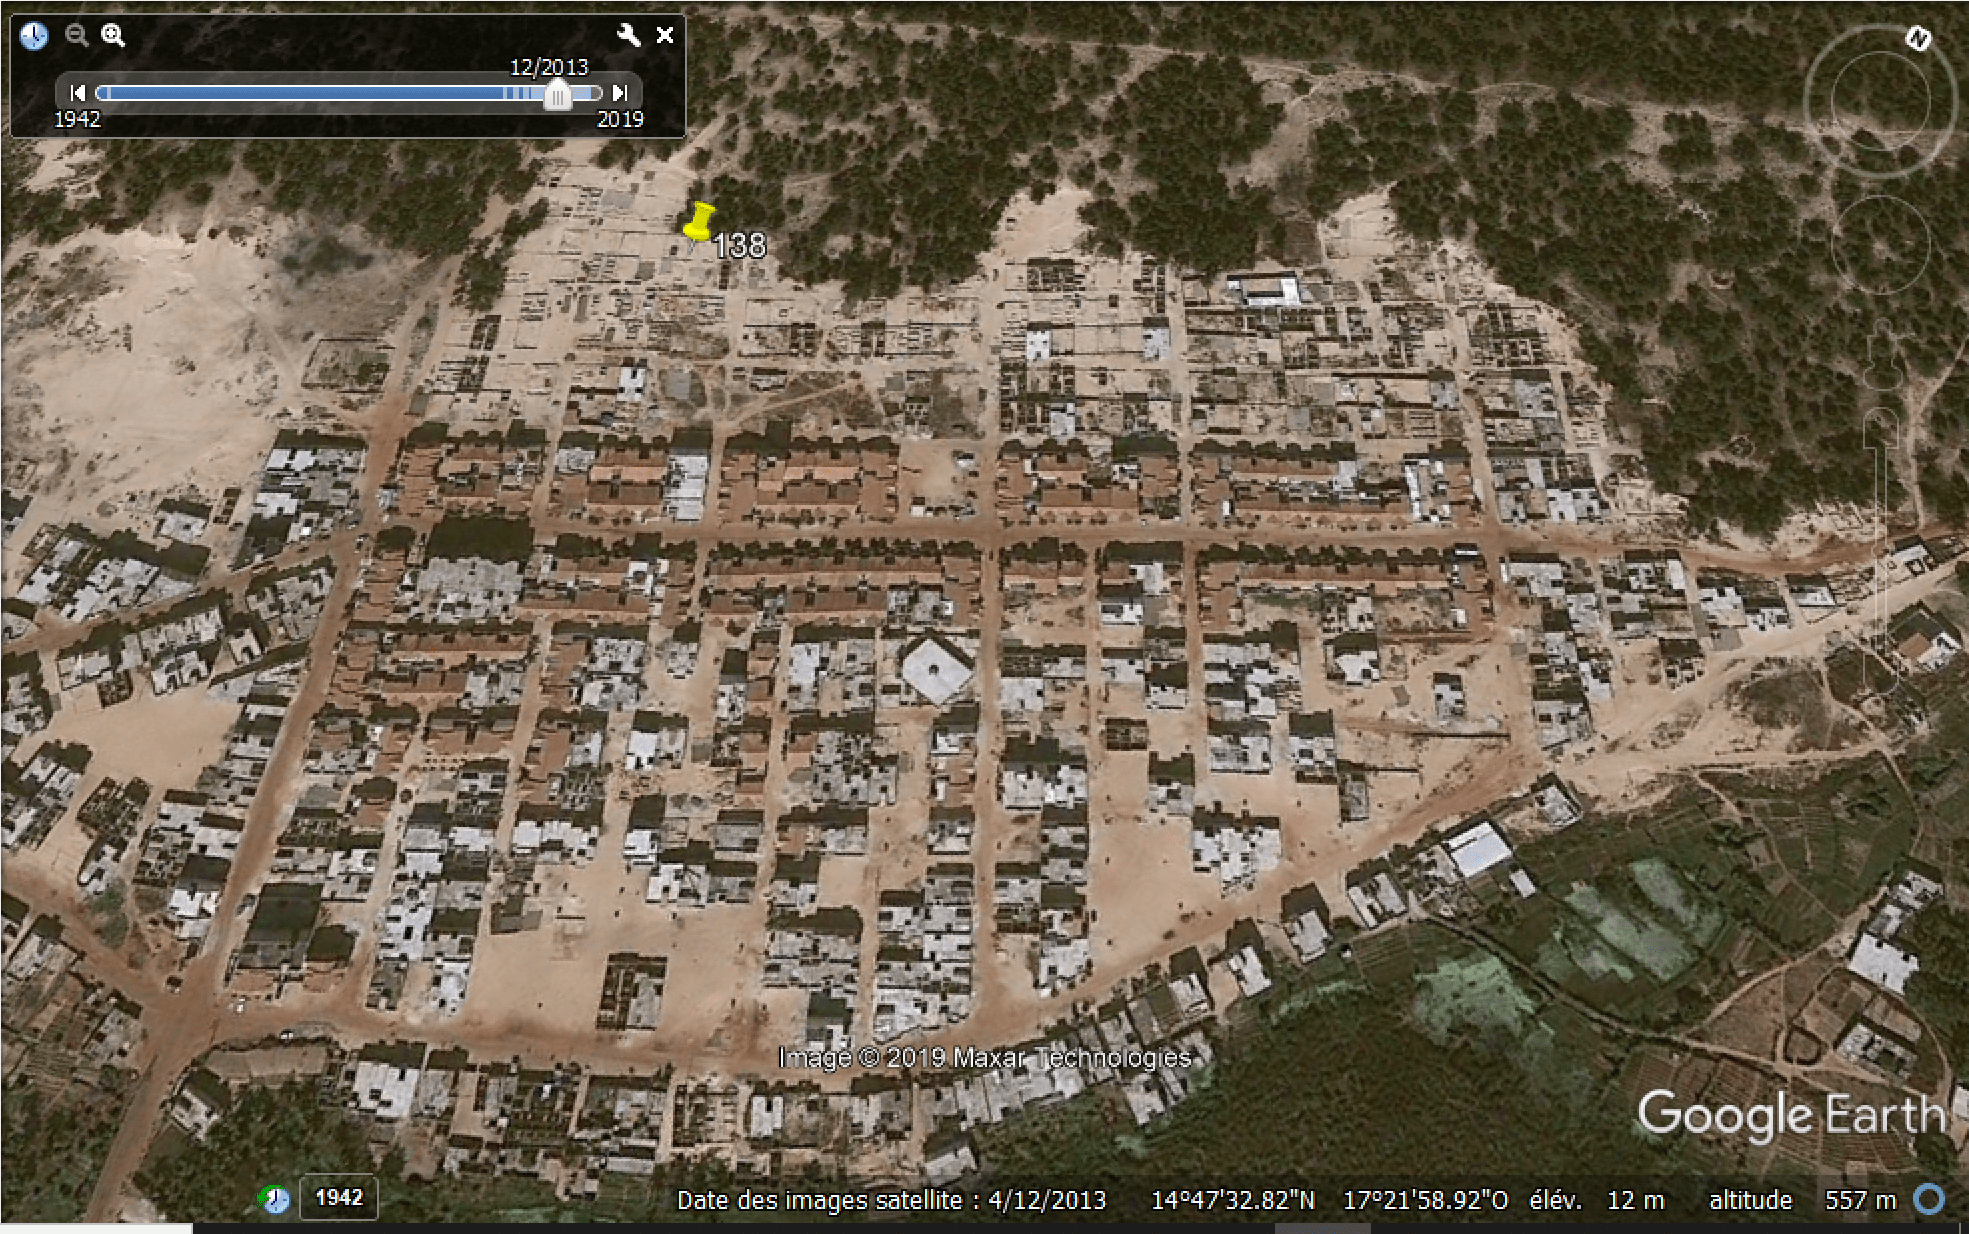 12/2013
1942 2019
138
N
Image © 2019 Maxar Technologies
Google Earth
1942
Date des images satellite : 4/12/2013 14°47'32.82"N 17°21'58.92"O élév. 12 m altitude 557 m